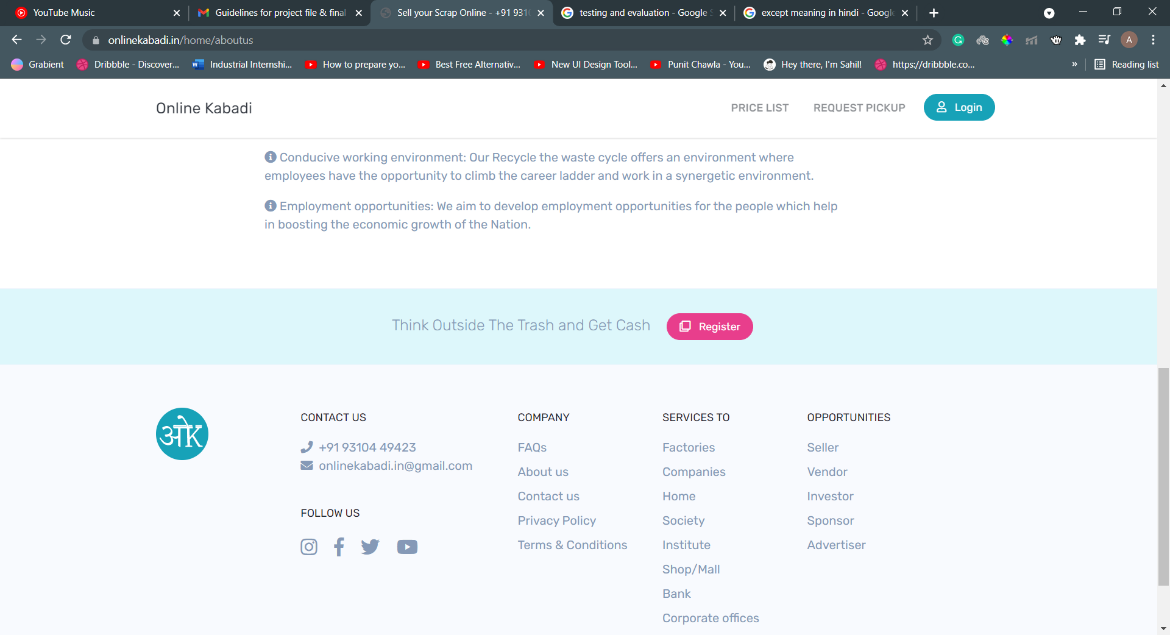 YouTube Music
Guidelines for project file & final
Sell your Scrap Online - +91 931
testing and evaluation - Google S
except meaning in hindi - Google
onlinekabadi.in/home/aboutus
A
Grabient
Dribbble - Discover...
Industrial Internshi...
How to prepare yo...
Best Free Alternativ...
New UI Design Tool...
Punit Chawla - You...
Hey there, I'm Sahil!
https://dribbble.co...
»
Reading list
Online Kabadi
PRICE LIST
REQUEST PICKUP
Login
Conducive working environment: Our Recycle the waste cycle offers an environment where
employees have the opportunity to climb the career ladder and work in a synergetic environment.
Employment opportunities: We aim to develop employment opportunities for the people which help
in boosting the economic growth of the Nation.
Think Outside The Trash and Get Cash
Register
ओK
CONTACT US
+91 93104 49423
onlinekabadi.in@gmail.com
FOLLOW US
COMPANY
FAQs
About us
Contact us
Privacy Policy
Terms & Conditions
SERVICES TO
Factories
Companies
Home
Society
Institute
Shop/Mall
Bank
Corporate offices
OPPORTUNITIES
Seller
Vendor
Investor
Sponsor
Advertiser